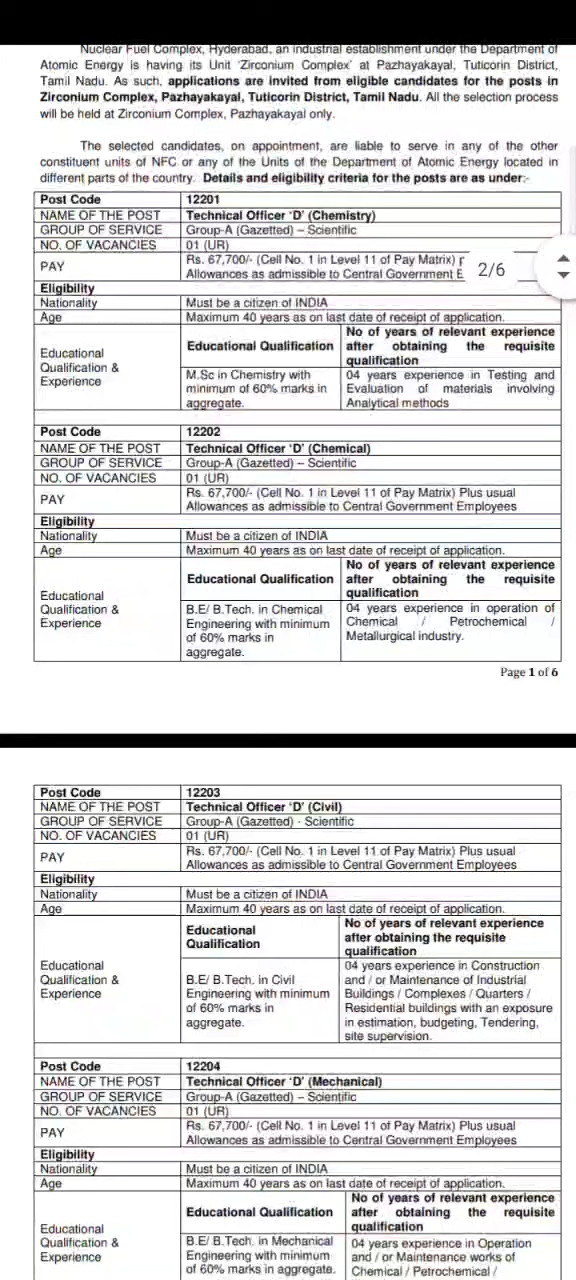 Nuclear Fuel Complex, Hyderabad, an industrial establishment under the Department of
Atomic Energy is having its Unit 'Zirconium Complex' at Pazhayakayal, Tuticorin District,
Tamil Nadu. As such, applications are invited from eligible candidates for the posts in
Zirconium Complex, Pazhayakayal, Tuticorin District, Tamil Nadu. All the selection process
will be held at Zirconium Complex, Pazhayakayal only.
The selected candidates, on appointment, are liable to serve in any of the other
constituent units of NFC or any of the Units of the Department of Atomic Energy located in
different parts of the country. Details and eligibility criteria for the posts are as under:-
Post Code 12201
NAME OF THE POST Technical Officer 'D' (Chemistry)
GROUP OF SERVICE Group-A (Gazetted) – Scientific
NO. OF VACANCIES 01 (UR)
PAY Rs. 67,700/- (Cell No. 1 in Level 11 of Pay Matrix)
Allowances as admissible to Central Government E
2/6
Eligibility
Nationality Must be a citizen of INDIA
Age Maximum 40 years as on last date of receipt of application.
Educational Qualification & Experience
Educational Qualification
No of years of relevant experience
after obtaining the requisite
qualification
M.Sc in Chemistry with
minimum of 60% marks in
aggregate.
04 years experience in Testing and
Evaluation of materials involving
Analytical methods
Post Code 12202
NAME OF THE POST Technical Officer 'D' (Chemical)
GROUP OF SERVICE Group-A (Gazetted) – Scientific
NO. OF VACANCIES 01 (UR)
PAY Rs. 67,700/- (Cell No. 1 in Level 11 of Pay Matrix) Plus usual
Allowances as admissible to Central Government Employees
Eligibility
Nationality Must be a citizen of INDIA
Age Maximum 40 years as on last date of receipt of application.
Educational
Qualification &
Experience
Educational Qualification
No of years of relevant experience
after obtaining the requisite
qualification
B.E/ B.Tech. in Chemical
Engineering with minimum
of 60% marks in
aggregate.
04 years experience in operation of
Chemical / Petrochemical /
Metallurgical industry.
Page 1 of 6
Post Code 12203
NAME OF THE POST Technical Officer 'D' (Civil)
GROUP OF SERVICE Group-A (Gazetted) - Scientific
NO. OF VACANCIES 01 (UR)
PAY Rs. 67,700/- (Cell No. 1 in Level 11 of Pay Matrix) Plus usual
Allowances as admissible to Central Government Employees
Eligibility
Nationality Must be a citizen of INDIA
Age Maximum 40 years as on last date of receipt of application.
Educational
Qualification &
Experience
Educational
Qualification
No of years of relevant experience
after obtaining the requisite
qualification
B.E/ B.Tech. in Civil
Engineering with minimum
of 60% marks in
aggregate.
04 years experience in Construction
and / or Maintenance of Industrial
Buildings / Complexes / Quarters /
Residential buildings with an exposure
in estimation, budgeting, Tendering,
site supervision.
Post Code 12204
NAME OF THE POST Technical Officer 'D' (Mechanical)
GROUP OF SERVICE Group-A (Gazetted) – Scientific
NO. OF VACANCIES 01 (UR)
PAY Rs. 67,700/- (Cell No. 1 in Level 11 of Pay Matrix) Plus usual
Allowances as admissible to Central Government Employees
Eligibility
Nationality Must be a citizen of INDIA
Age Maximum 40 years as on last date of receipt of application.
Educational
Qualification &
Experience
Educational Qualification
No of years of relevant experience
after obtaining the requisite
qualification
B.E/ B.Tech. in Mechanical
Engineering with minimum
of 60% marks in aggregate.
04 years experience in Operation
and / or Maintenance works of
Chemical / Petrochemical /